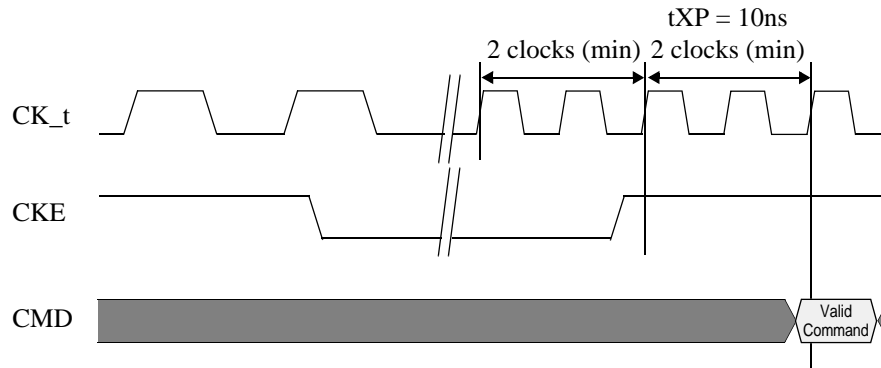 tXP = 10ns
2 clocks (min) 2 clocks (min)
CK_t
CKE
CMD
Valid
Command